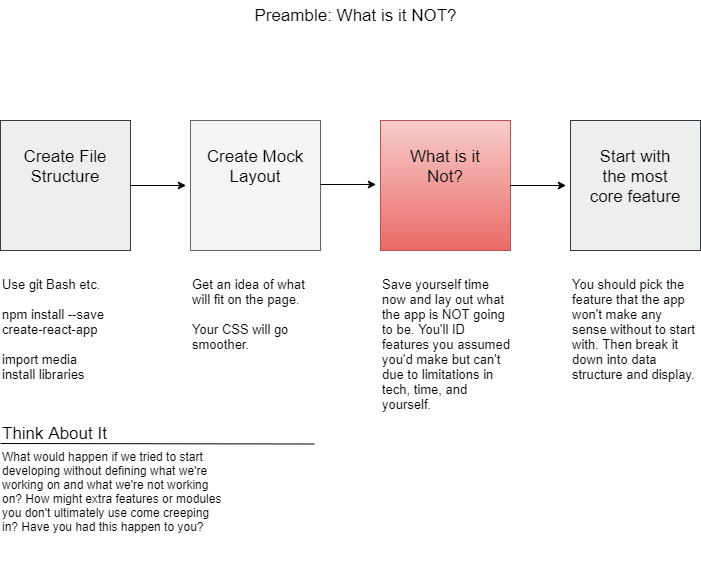 Preamble: What is it NOT?
Create File
Structure
Create Mock
Layout
What is it
Not?
Start with
the most
core feature
Use git Bash etc.
npm install --save
create-react-app
import media
install libraries
Get an idea of what
will fit on the page.
Your CSS will go
smoother.
Save yourself time
now and lay out what
the app is NOT going
to be. You'll ID
features you assumed
you'd make but can't
due to limitations in
tech, time, and
yourself.
You should pick the
feature that the app
won't make any
sense without to start
with. Then break it
down into data
structure and display.
Think About It
What would happen if we tried to start
developing without defining what we're
working on and what we're not working
on? How might extra features or modules
you don't ultimately use come creeping
in? Have you had this happen to you?